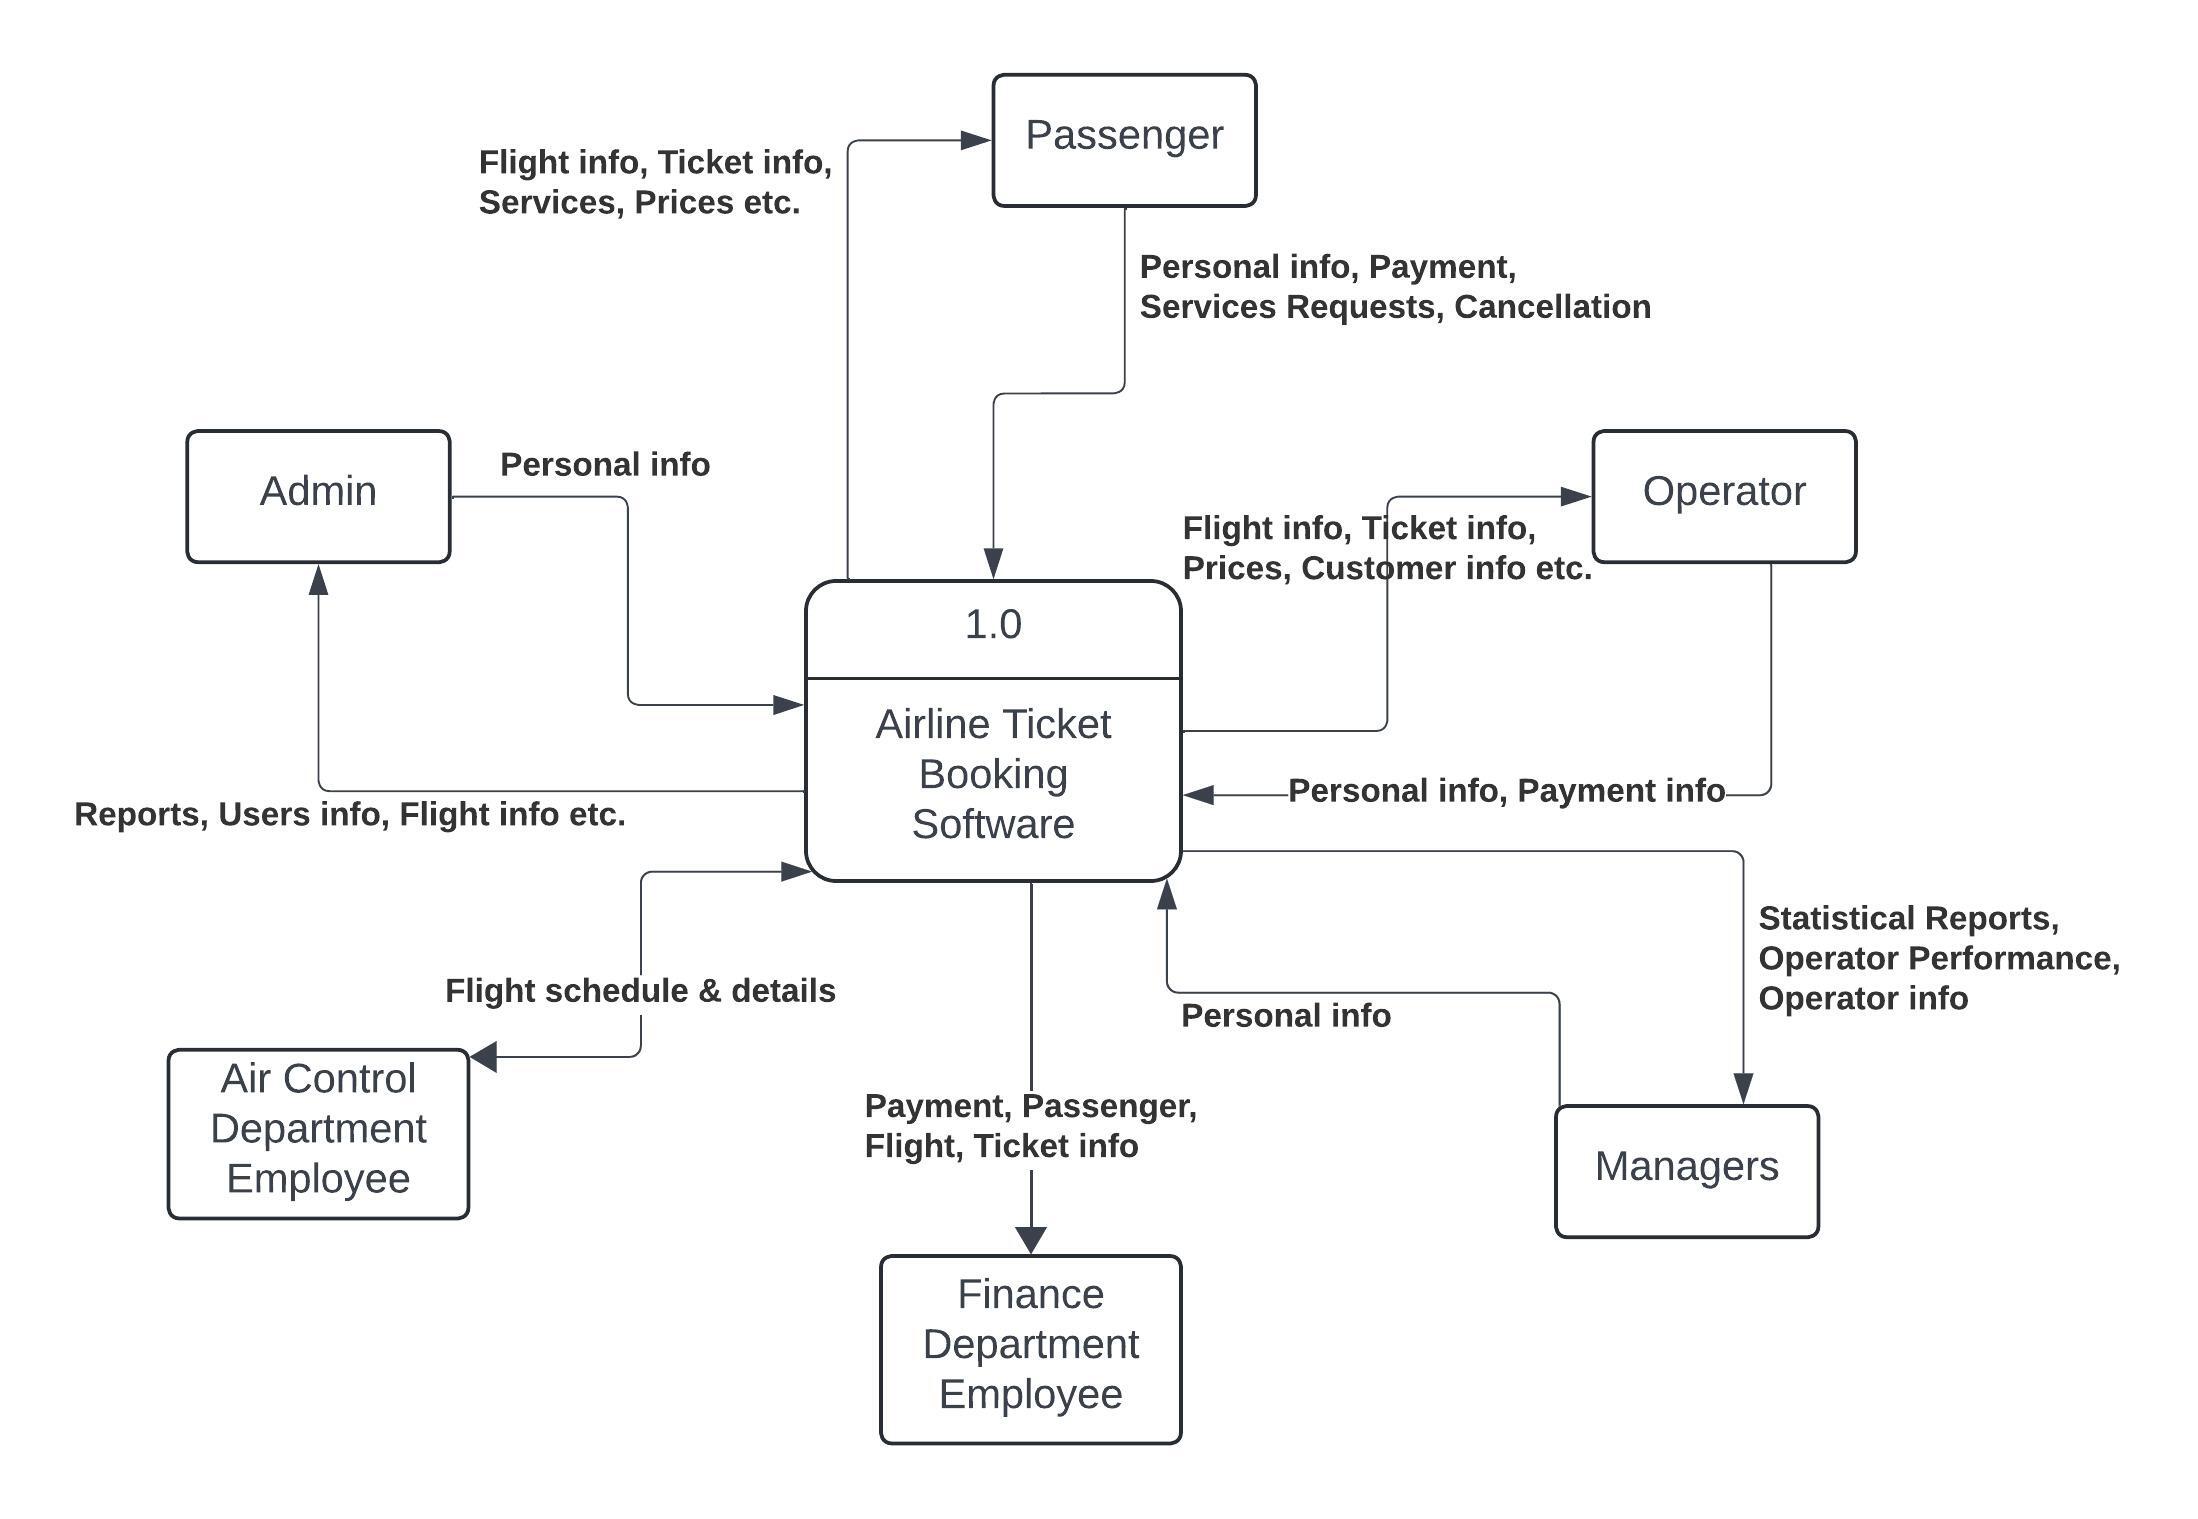 Passenger
Flight info, Ticket info,
Services, Prices etc.
Personal info, Payment,
Services Requests, Cancellation
Admin
Personal info
Operator
Flight info, Ticket info,
Prices, Customer info etc.
1.0
Airline Ticket
Booking
Software
Personal info, Payment info
Reports, Users info, Flight info etc.
Statistical Reports,
Operator Performance,
Operator info
Flight schedule & details
Personal info
Air Control
Department
Employee
Payment, Passenger,
Flight, Ticket info
Managers
Finance
Department
Employee